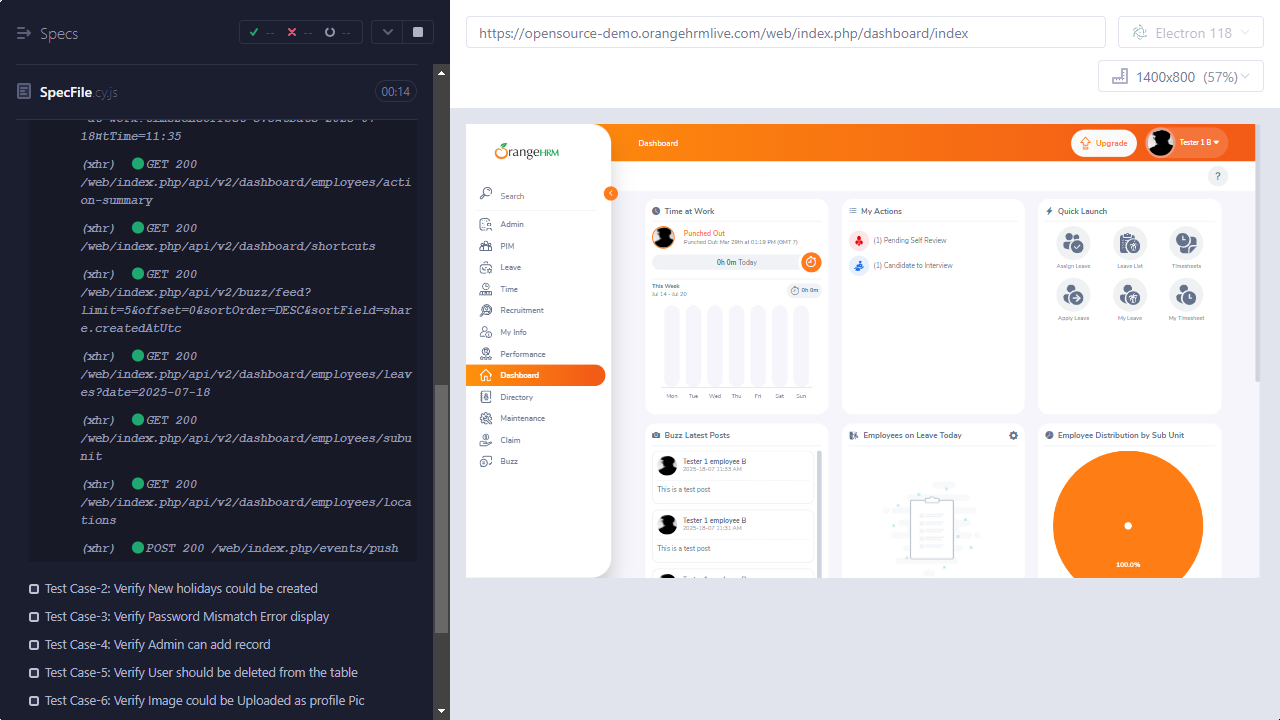 Specs
-- -- --
SpecFile.cy.js
00:14
18#tTime=11:35
(xhr) GET 200
/web/index.php/api/v2/dashboard/employees/acti
on-summary
(xhr) GET 200
/web/index.php/api/v2/dashboard/shortcuts
(xhr) GET 200
/web/index.php/api/v2/buzz/feed?
limit=5&offset=0&sortOrder=DESC&sortField=shar
e.createdAtUtc
(xhr) GET 200
/web/index.php/api/v2/dashboard/employees/leav
es?date=2025-07-18
(xhr) GET 200
/web/index.php/api/v2/dashboard/employees/subu
nit
(xhr) GET 200
/web/index.php/api/v2/dashboard/employees/loca
tions
(xhr) POST 200 /web/index.php/events/push
Test Case-2: Verify New holidays could be created
Test Case-3: Verify Password Mismatch Error display
Test Case-4: Verify Admin can add record
Test Case-5: Verify User should be deleted from the table
Test Case-6: Verify Image could be Uploaded as profile Pic
https://opensource-demo.orangehrmlive.com/web/index.php/dashboard/index
Electron 118
1400x800 (57%)
OrangeHRM
Search
Admin
PIM
Leave
Time
Recruitment
My Info
Performance
Dashboard
Directory
Maintenance
Claim
Buzz
Dashboard
Upgrade
Tester 1 B
?
Time at Work
Punched Out
Punched Out: Mar 29th at 01:19 PM (GMT 7)
0h 0m Today
This Week
Jul 14 - Jul 20
0h 0m
Mon Tue Wed Thu Fri Sat Sun
My Actions
(1) Pending Self Review
(1) Candidate to Interview
Quick Launch
Assign Leave
Leave List
Timesheets
Apply Leave
My Leave
My Timesheet
Buzz Latest Posts
Tester 1 employee B
2025-18-07 11:33 AM
This is a test post
Tester 1 employee B
2025-18-07 11:31 AM
This is a test post
Employees on Leave Today
Employee Distribution by Sub Unit
100.0%